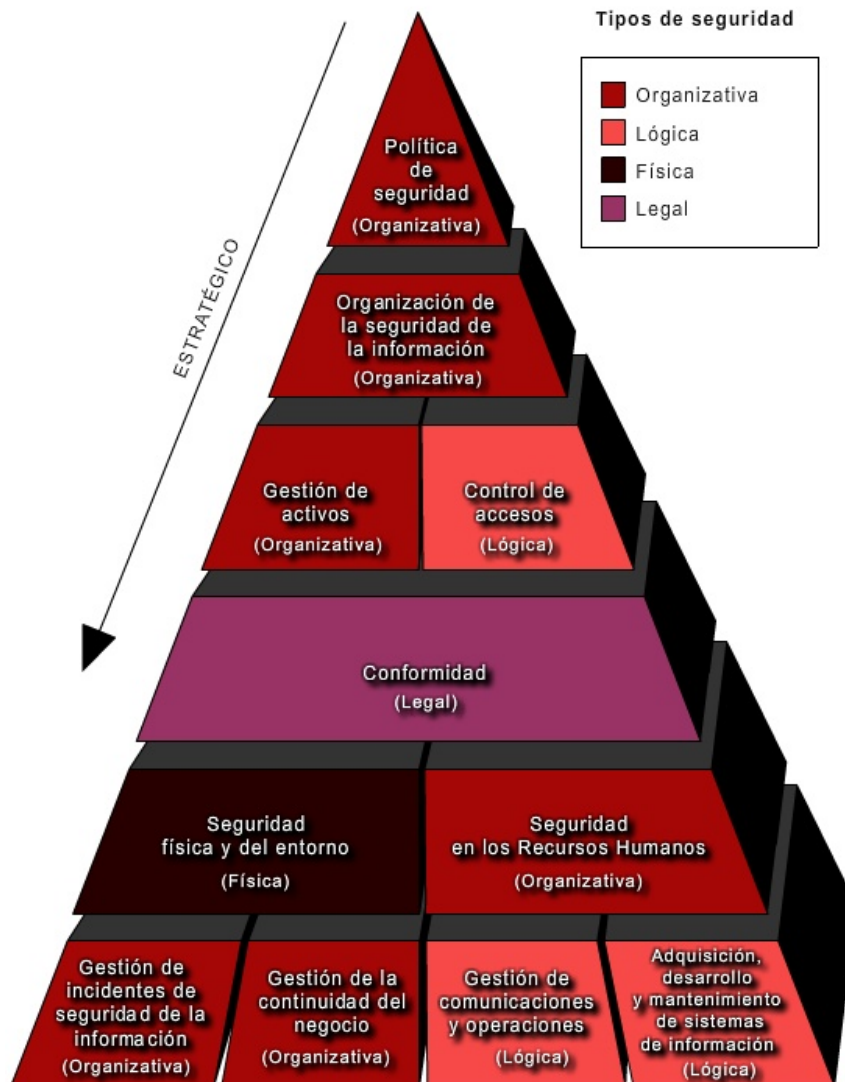 Tipos de seguridad
Organizativa
Lógica
Física
Legal
ESTRATÉGICO
Política
de
seguridad
(Organizativa)
Organización de
la seguridad de
la información
(Organizativa)
Gestión de
activos
(Organizativa)
Control de
accesos
(Lógica)
Conformidad
(Legal)
Seguridad
física y del entorno
(Física)
Seguridad
en los Recursos Humanos
(Organizativa)
Gestión de
incidentes de
seguridad de la
información
(Organizativa)
Gestión de la
continuidad del
negocio
(Organizativa)
Gestión de
comunicaciones
y operaciones
(Lógica)
Adquisición,
desarrollo
y mantenimiento
de sistemas
de información
(Lógica)